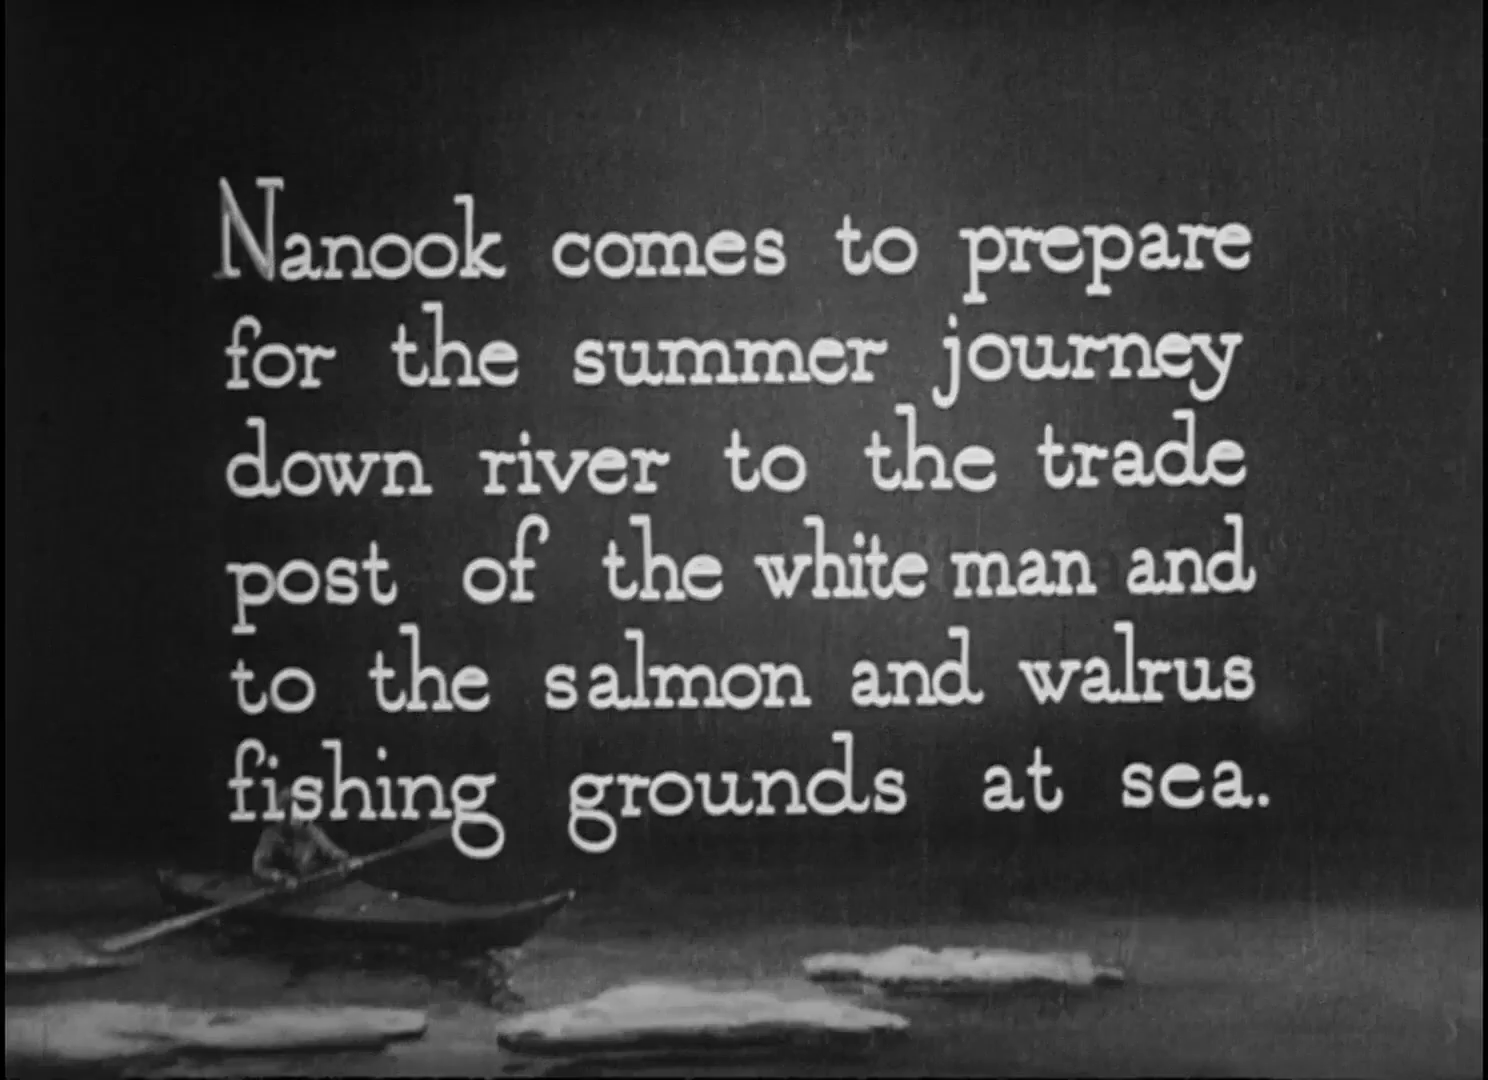 Nanook comes to prepare
for the summer journey
down river to the trade
post of the white man and
to the salmon and walrus
fishing grounds at sea.